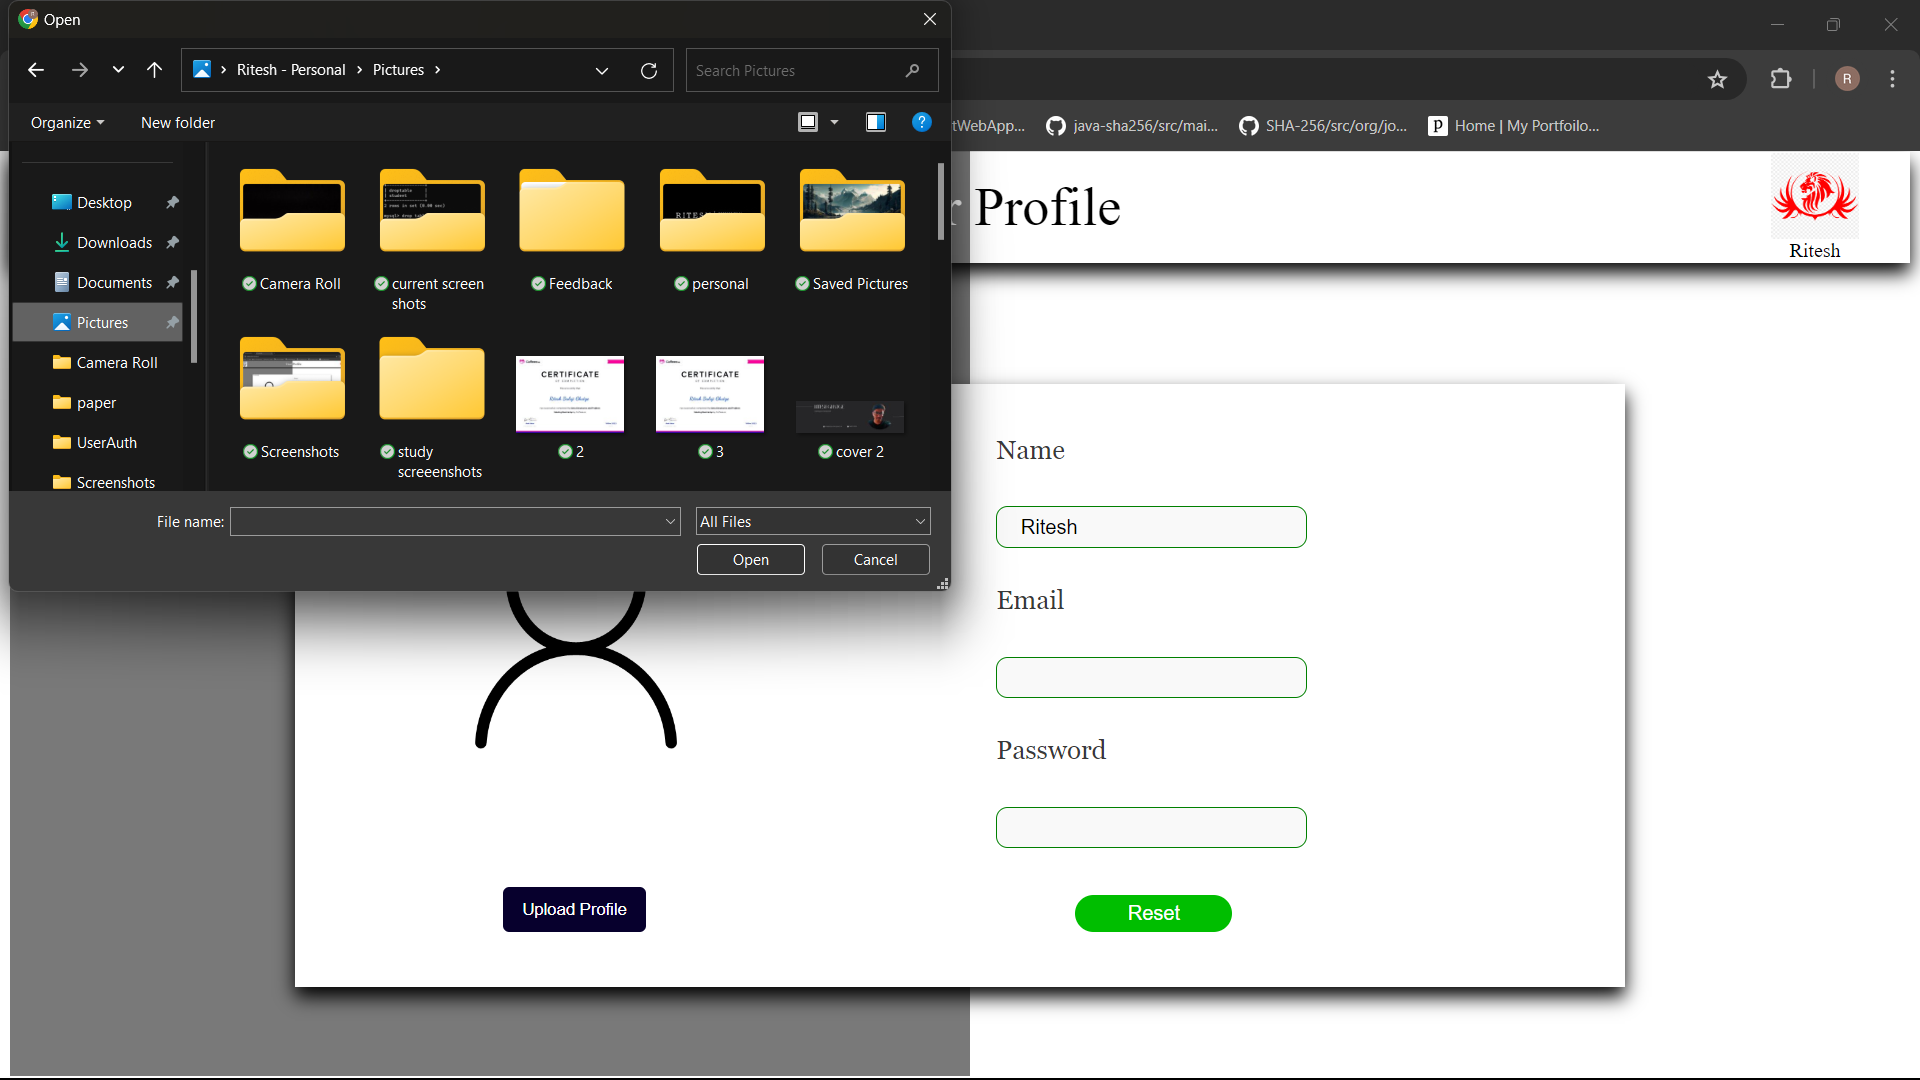 Open
Ritesh - Personal
Pictures
Search Pictures
Organize
New folder
tWebApp...
java-sha256/src/mai...
SHA-256/src/org/jo...
Home | My Portfoilo...
R
Desktop
Downloads
Documents
Pictures
Camera Roll
paper
UserAuth
Screenshots
Camera Roll
current screen
shots
Feedback
personal
Saved Pictures
CERTIFICATE
CERTIFICATE
Screenshots
study
screeenshots
2
3
cover 2
File name:
All Files
Open
Cancel
r Profile
Ritesh
Name
Ritesh
Email
Password
Upload Profile
Reset